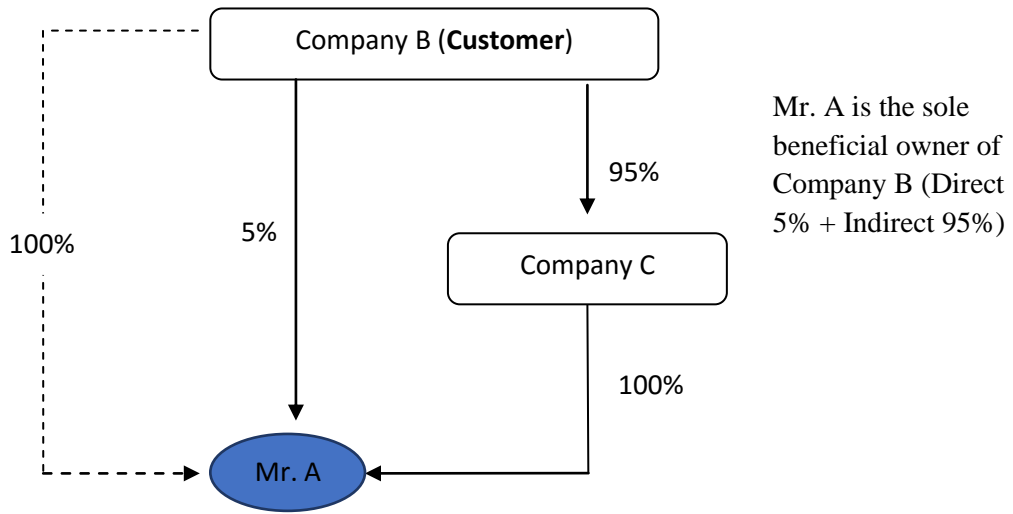 Company B (Customer)
Mr. A is the sole
beneficial owner of
Company B (Direct
5% + Indirect 95%)
95%
5%
100%
Company C
100%
Mr. A